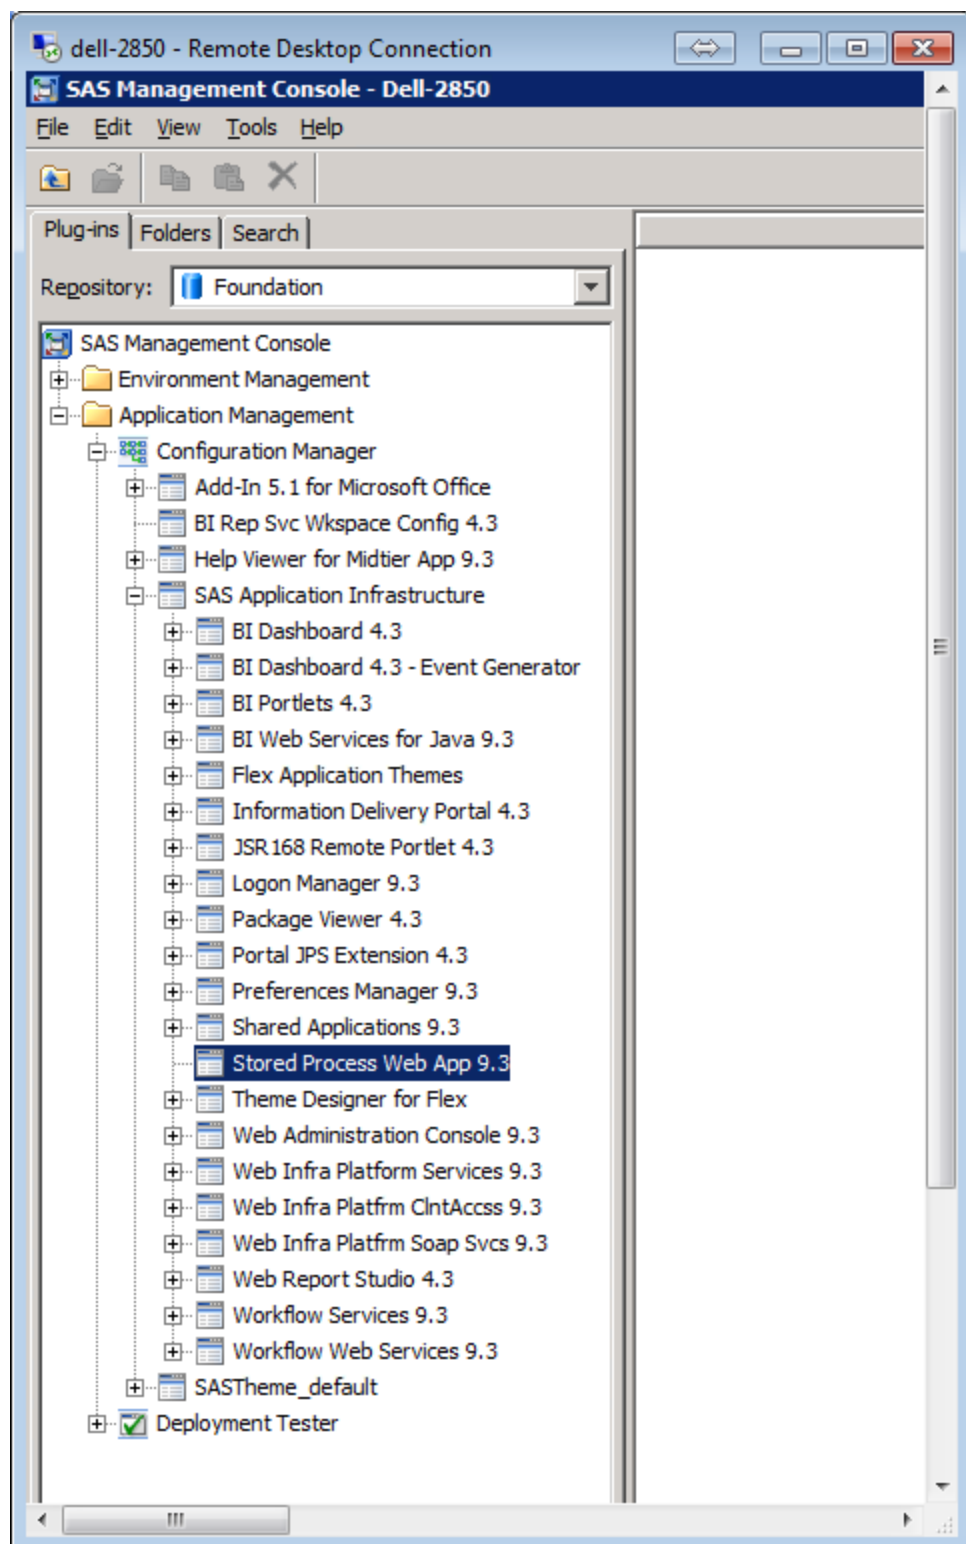 dell-2850 - Remote Desktop Connection
SAS Management Console - Dell-2850
File Edit View Tools Help
Plug-ins Folders Search
Repository: Foundation
SAS Management Console
Environment Management
Application Management
Configuration Manager
Add-In 5.1 for Microsoft Office
BI Rep Svc Wkspace Config 4.3
Help Viewer for Midtier App 9.3
SAS Application Infrastructure
BI Dashboard 4.3
BI Dashboard 4.3 - Event Generator
BI Portlets 4.3
BI Web Services for Java 9.3
Flex Application Themes
Information Delivery Portal 4.3
JSR168 Remote Portlet 4.3
Logon Manager 9.3
Package Viewer 4.3
Portal JPS Extension 4.3
Preferences Manager 9.3
Shared Applications 9.3
Stored Process Web App 9.3
Theme Designer for Flex
Web Administration Console 9.3
Web Infra Platform Services 9.3
Web Infra Platfrm ClntAccss 9.3
Web Infra Platfrm Soap Svcs 9.3
Web Report Studio 4.3
Workflow Services 9.3
Workflow Web Services 9.3
SASTheme_default
Deployment Tester